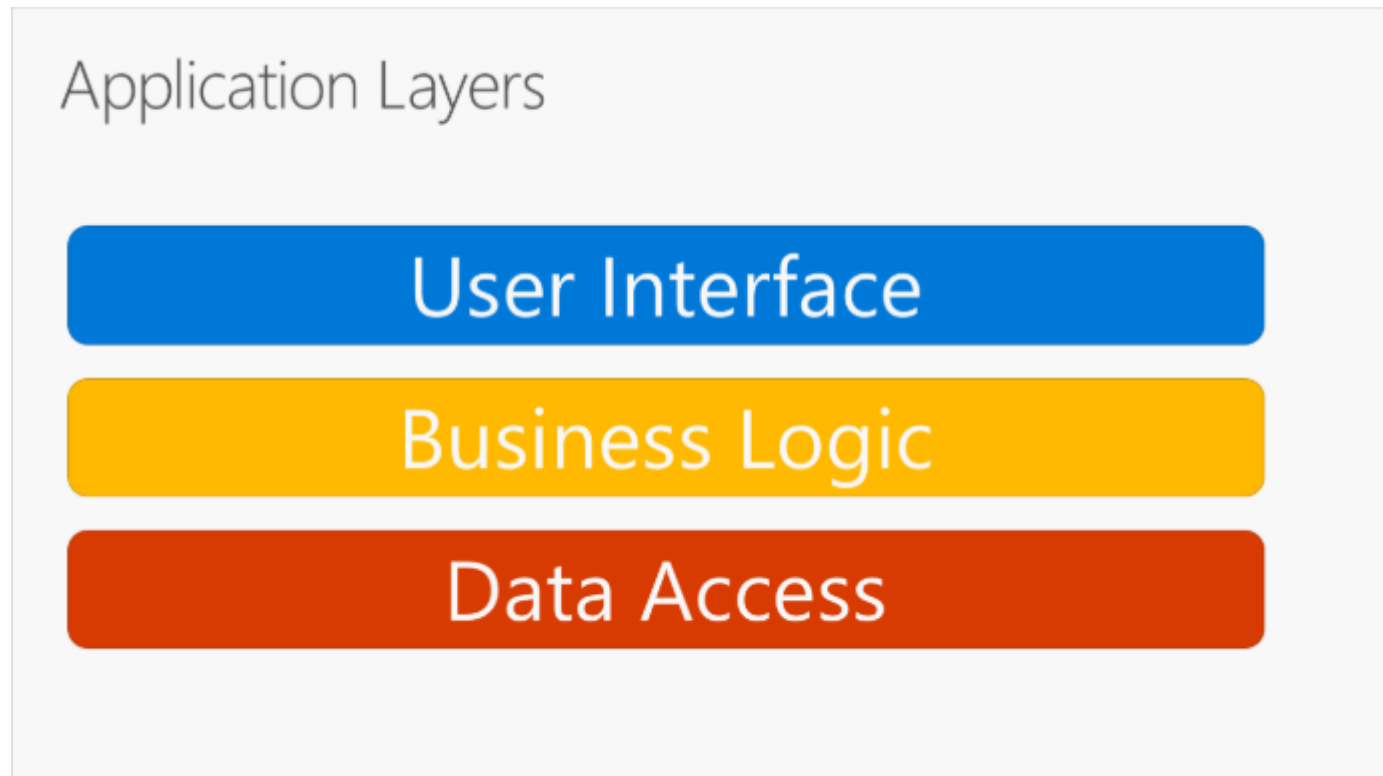 Application Layers
User Interface
Business Logic
Data Access